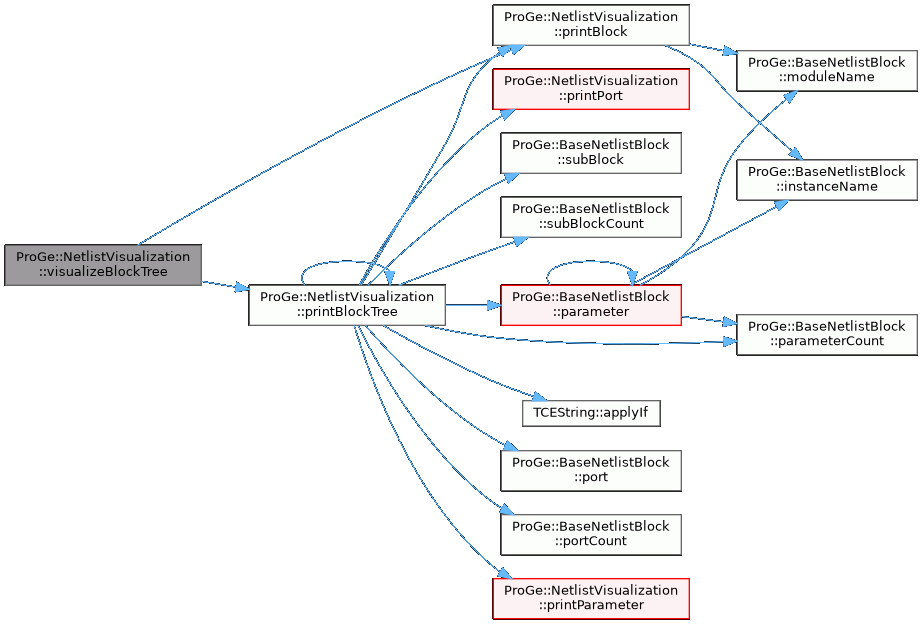 ProGe::NetlistVisualization
::visualizeBlockTree
ProGe::NetlistVisualization
::printBlockTree
ProGe::NetlistVisualization
::printBlock
ProGe::NetlistVisualization
::printPort
ProGe::BaseNetlistBlock
::subBlock
ProGe::BaseNetlistBlock
::subBlockCount
ProGe::BaseNetlistBlock
::parameter
TCEString::applyIf
ProGe::BaseNetlistBlock
::port
ProGe::BaseNetlistBlock
::portCount
ProGe::NetlistVisualization
::printParameter
ProGe::BaseNetlistBlock
::moduleName
ProGe::BaseNetlistBlock
::instanceName
ProGe::BaseNetlistBlock
::parameterCount